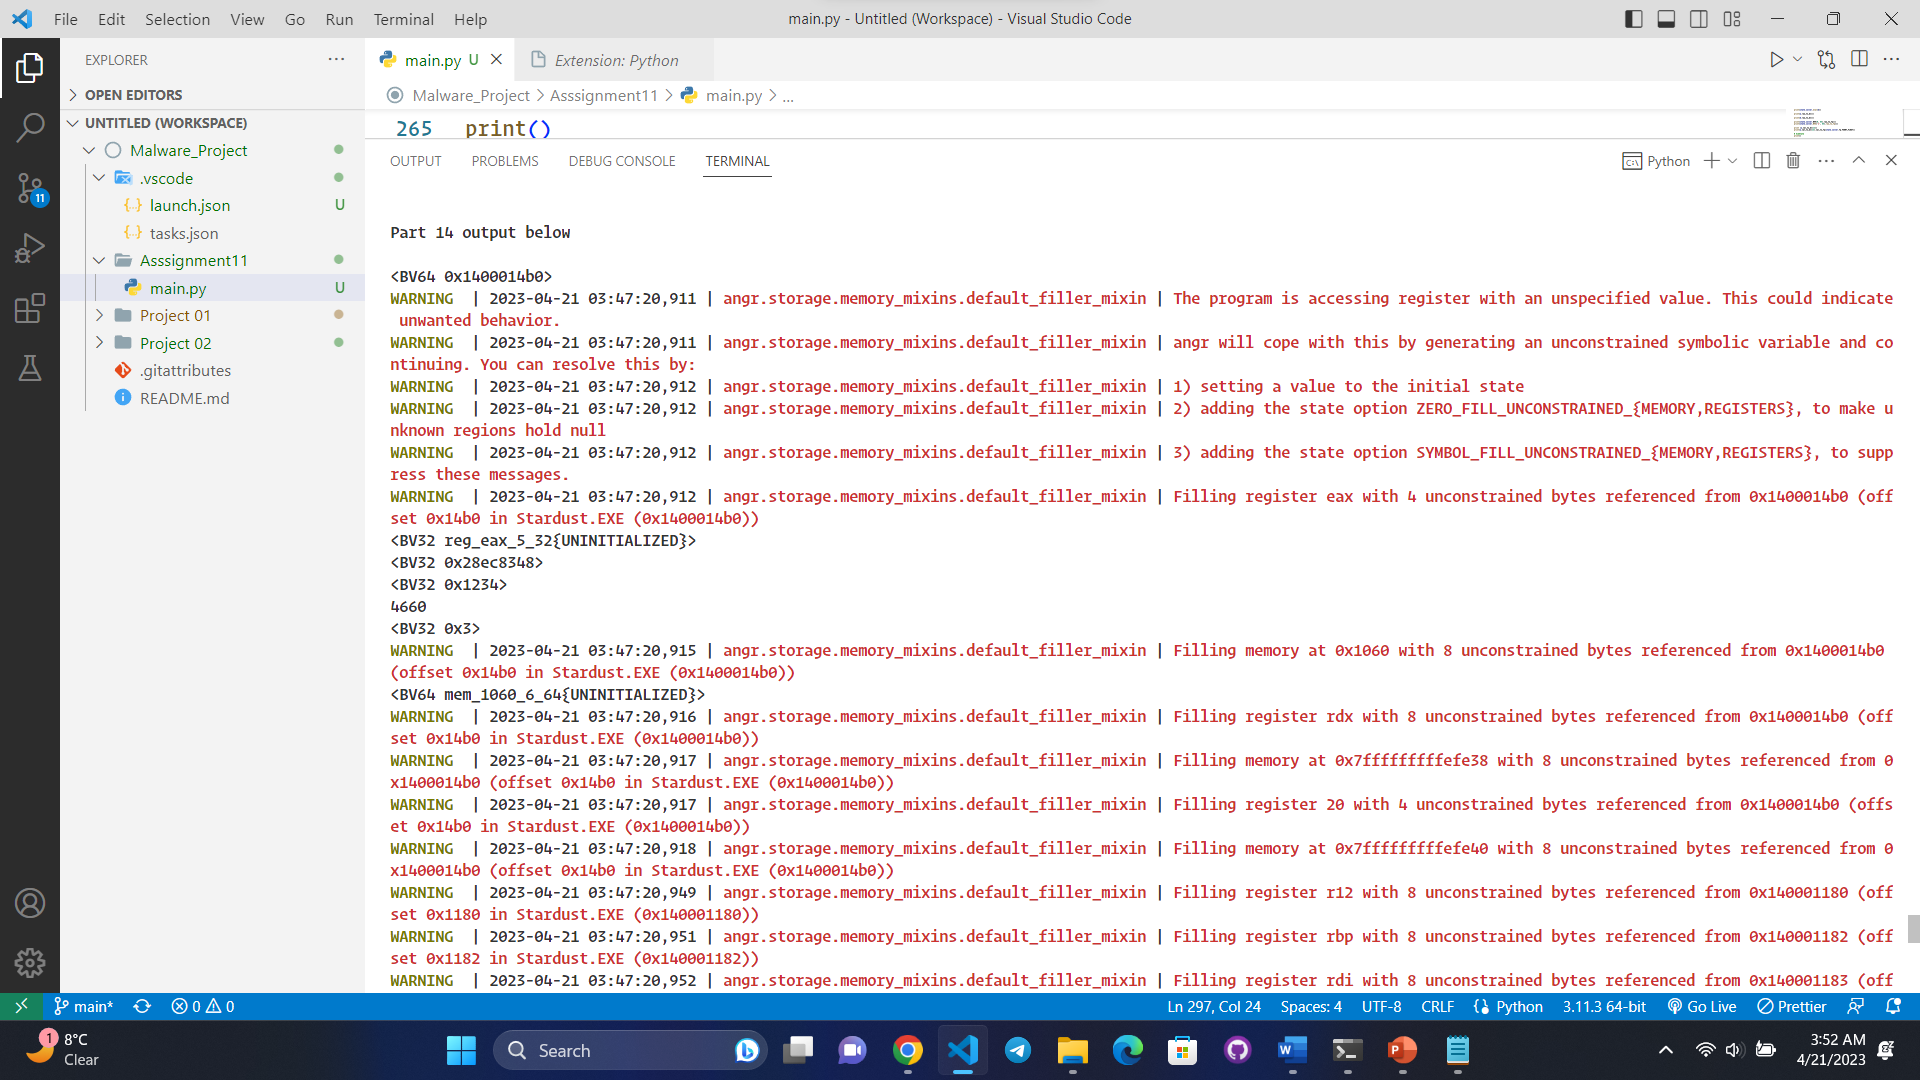 File Edit Selection View Go Run Terminal Help
main.py - Untitled (Workspace) - Visual Studio Code
EXPLORER
OPEN EDITORS
UNTITLED (WORKSPACE)
Malware_Project
.vscode
launch.json U
tasks.json
Asssignment11
main.py U
Project 01
Project 02
.gitattributes
README.md
11
main.py U
Extension: Python
Malware_Project > Asssignment11 > main.py > ...
265 print()
OUTPUT PROBLEMS DEBUG CONSOLE TERMINAL
Python
Part 14 output below
<BV64 0x1400014b0>
WARNING | 2023-04-21 03:47:20,911 | angr.storage.memory_mixins.default_filler_mixin | The program is accessing register with an unspecified value. This could indicate
unwanted behavior.
WARNING | 2023-04-21 03:47:20,911 | angr.storage.memory_mixins.default_filler_mixin | angr will cope with this by generating an unconstrained symbolic variable and co
ntinuing. You can resolve this by:
WARNING | 2023-04-21 03:47:20,912 | angr.storage.memory_mixins.default_filler_mixin | 1) setting a value to the initial state
WARNING | 2023-04-21 03:47:20,912 | angr.storage.memory_mixins.default_filler_mixin | 2) adding the state option ZERO_FILL_UNCONSTRAINED_{MEMORY,REGISTERS}, to make u
nknown regions hold null
WARNING | 2023-04-21 03:47:20,912 | angr.storage.memory_mixins.default_filler_mixin | 3) adding the state option SYMBOL_FILL_UNCONSTRAINED_{MEMORY,REGISTERS}, to supp
ress these messages.
WARNING | 2023-04-21 03:47:20,912 | angr.storage.memory_mixins.default_filler_mixin | Filling register eax with 4 unconstrained bytes referenced from 0x1400014b0 (off
set 0x14b0 in Stardust.EXE (0x1400014b0))
<BV32 reg_eax_5_32{UNINITIALIZED}>
<BV32 0x28ec8348>
<BV32 0x1234>
4660
<BV32 0x3>
WARNING | 2023-04-21 03:47:20,915 | angr.storage.memory_mixins.default_filler_mixin | Filling memory at 0x1060 with 8 unconstrained bytes referenced from 0x1400014b0
(offset 0x14b0 in Stardust.EXE (0x1400014b0))
<BV64 mem_1060_6_64{UNINITIALIZED}>
WARNING | 2023-04-21 03:47:20,916 | angr.storage.memory_mixins.default_filler_mixin | Filling register rdx with 8 unconstrained bytes referenced from 0x1400014b0 (off
set 0x14b0 in Stardust.EXE (0x1400014b0))
WARNING | 2023-04-21 03:47:20,917 | angr.storage.memory_mixins.default_filler_mixin | Filling memory at 0x7fffffffffefe38 with 8 unconstrained bytes referenced from 0
x1400014b0 (offset 0x14b0 in Stardust.EXE (0x1400014b0))
WARNING | 2023-04-21 03:47:20,917 | angr.storage.memory_mixins.default_filler_mixin | Filling register 20 with 4 unconstrained bytes referenced from 0x1400014b0 (offs
et 0x14b0 in Stardust.EXE (0x1400014b0))
WARNING | 2023-04-21 03:47:20,918 | angr.storage.memory_mixins.default_filler_mixin | Filling memory at 0x7fffffffffefe40 with 8 unconstrained bytes referenced from 0
x1400014b0 (offset 0x14b0 in Stardust.EXE (0x1400014b0))
WARNING | 2023-04-21 03:47:20,949 | angr.storage.memory_mixins.default_filler_mixin | Filling register r12 with 8 unconstrained bytes referenced from 0x140001180 (off
set 0x1180 in Stardust.EXE (0x140001180))
WARNING | 2023-04-21 03:47:20,951 | angr.storage.memory_mixins.default_filler_mixin | Filling register rbp with 8 unconstrained bytes referenced from 0x140001182 (off
set 0x1182 in Stardust.EXE (0x140001182))
WARNING | 2023-04-21 03:47:20,952 | angr.storage.memory_mixins.default_filler_mixin | Filling register rdi with 8 unconstrained bytes referenced from 0x140001183 (off
main* 0 0 Ln 297, Col 24 Spaces: 4 UTF-8 CRLF Python 3.11.3 64-bit Go Live Prettier
1 8°C
Clear
Search
3:52 AM
4/21/2023